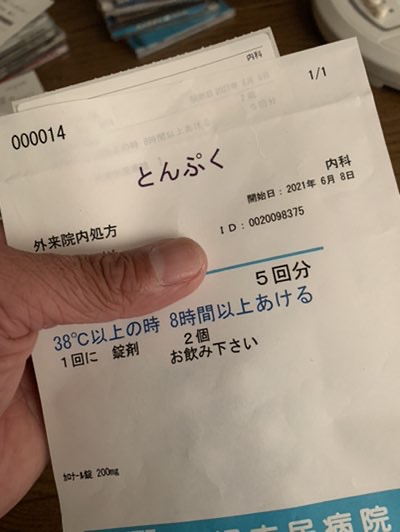 内科
1/1
000014
とんぷく
内科
開始日：2021年 6月 8日
外来院内処方
ID：0020098375
5回分
38℃以上の時 8時間以上あける
1回に 錠剤 2個
お飲み下さい
カロナール錠 200mg
病院